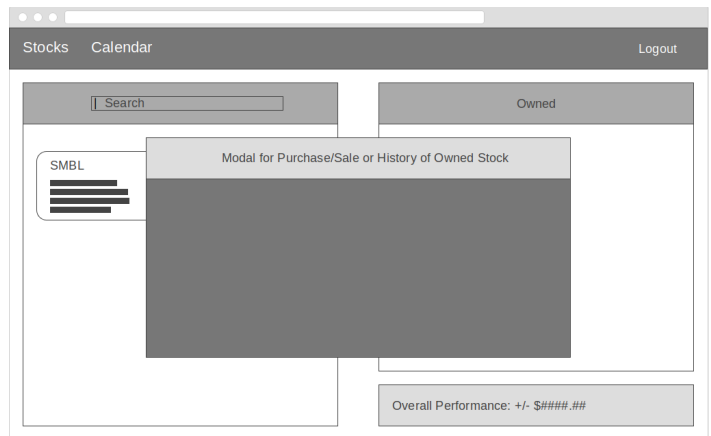 Stocks Calendar Logout
Search
Owned
Modal for Purchase/Sale or History of Owned Stock
SMBL
Overall Performance: +/- $####.##